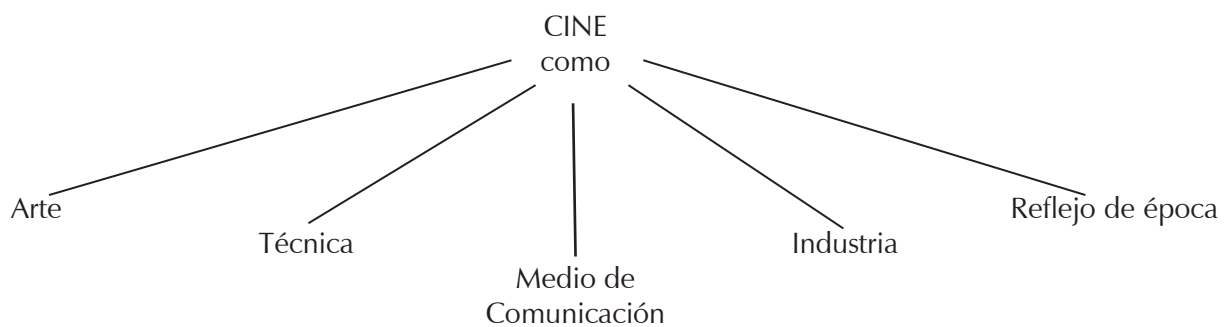 CINE
como
Arte
Técnica
Medio de
Comunicación
Industria
Reflejo de época